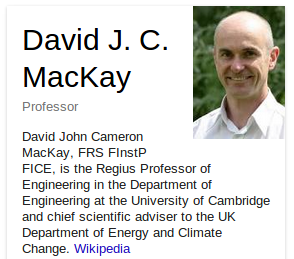 David J. C.
MacKay
Professor
David John Cameron
MacKay, FRS FInstP
FICE, is the Regius Professor of
Engineering in the Department of
Engineering at the University of Cambridge
and chief scientific adviser to the UK
Department of Energy and Climate
Change. Wikipedia